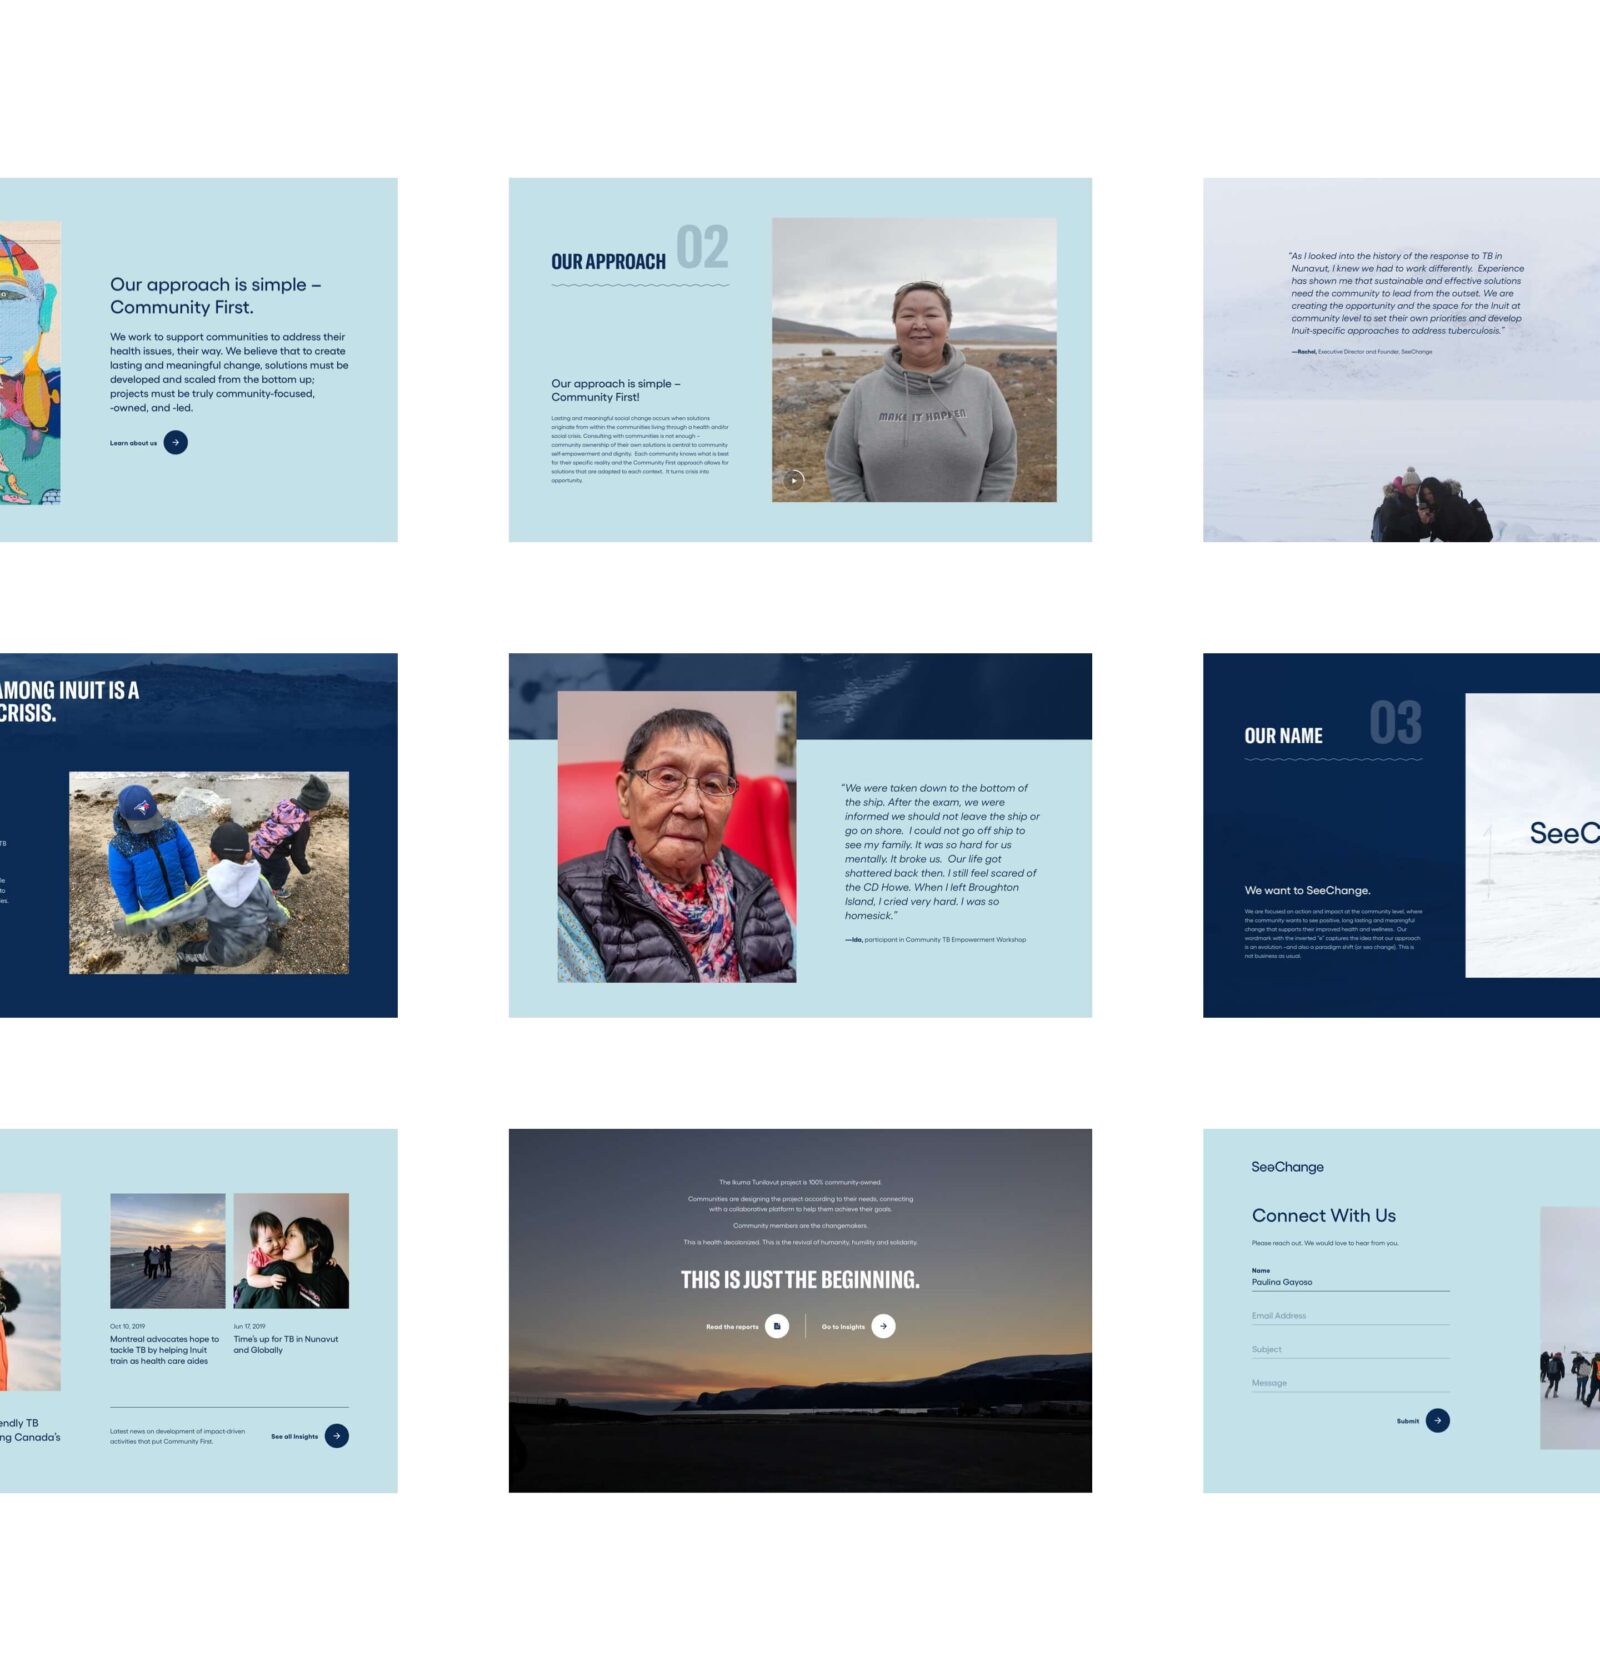 Our approach is simple –
Community First.
We work to support communities to address their
health issues, their way. We believe that to create
lasting and meaningful change, solutions must be
developed and scaled from the bottom up;
projects must be truly community-focused,
-owned, and -led.
Learn about us
OUR APPROACH 02
Our approach is simple –
Community First!
Lasting and meaningful social change occurs when solutions
originate from within the communities living through a health and/or
social crisis. Consulting with communities is not enough –
community ownership of their own solutions is central to community
self-empowerment and dignity. Each community knows what is best
for their specific reality and the Community First approach allows for
solutions that are adapted to each context. It turns crisis into
opportunity.
MAKE IT HAPPEN
“As I looked into the history of the response to TB in
Nunavut, I knew we had to work differently. Experience
has shown me that sustainable and effective solutions
need the community to lead from the outset. We are
creating the opportunity and the space for the Inuit at
community level to set their own priorities and develop
Inuit-specific approaches to address tuberculosis.”
—Rachel, Executive Director and Founder, SeeChange
AMONG INUIT IS A
CRISIS.
TB
to
“We were taken down to the bottom of
the ship. After the exam, we were
informed we should not leave the ship or
go on shore. I could not go off ship to
see my family. It was so hard for us
mentally. It broke us. Our life got
shattered back then. I still feel scared of
the CD Howe. When I left Broughton
Island, I cried very hard. I was so
homesick.”
—Ida, participant in Community TB Empowerment Workshop
OUR NAME 03
We want to SeeChange.
We are focused on action and impact at the community level, where
the community wants to see positive, long lasting and meaningful
change that supports their improved health and wellness. Our
wordmark with the inverted “e” captures the idea that our approach
is an evolution –and also a paradigm shift (or sea change). This is
not business as usual.
SeeC
Oct 10, 2019
Montreal advocates hope to
tackle TB by helping Inuit
train as health care aides
Jun 17, 2019
Time’s up for TB in Nunavut
and Globally
endly TB
ng Canada’s
Latest news on development of impact-driven
activities that put Community First.
See all Insights
The Ikuma Tunilavut project is 100% community-owned.
Communities are designing the project according to their needs, connecting
with a collaborative platform to help them achieve their goals.
Community members are the changemakers.
This is health decolonized. This is the revival of humanity, humility and solidarity.
THIS IS JUST THE BEGINNING.
Read the reports
Go to Insights
SeeChange
Connect With Us
Please reach out. We would love to hear from you.
Name
Paulina Gayoso
Email Address
Subject
Message
Submit